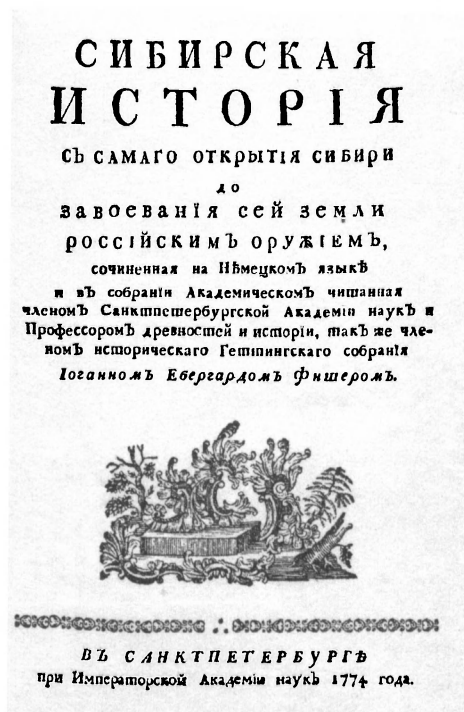 СИБИРСКАЯ
ИСТОРІЯ
СЪ САМАГО ОТКРЫТІЯ СИБИРИ
ДО
ЗАВОЕВАНІЯ СЕЙ ЗЕМЛИ
РОССІЙСКИМЪ ОРУЖІЕМЪ,
сочиненная на Нѣмецкомъ языкѣ
и въ собраніи Академическомъ читанная
членомъ Санктпетербургской Академіи наукъ и
Профессоромъ древностей и исторіи, такъ же чле-
номъ историческаго Геттингскаго собранія
Іоганномъ Ебергардомъ Фишеромъ.
ВЪ САНКТПЕТЕРБУРГѢ
при Императорской Академіи наукъ 1774 года.